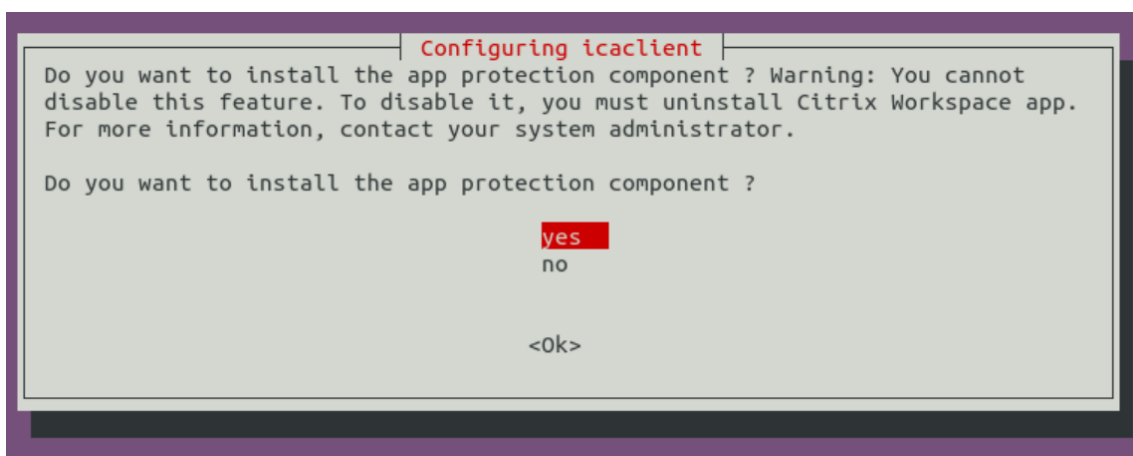 Configuring icaclient
Do you want to install the app protection component ? Warning: You cannot
disable this feature. To disable it, you must uninstall Citrix Workspace app.
For more information, contact your system administrator.
Do you want to install the app protection component ?
yes
no
<Ok>